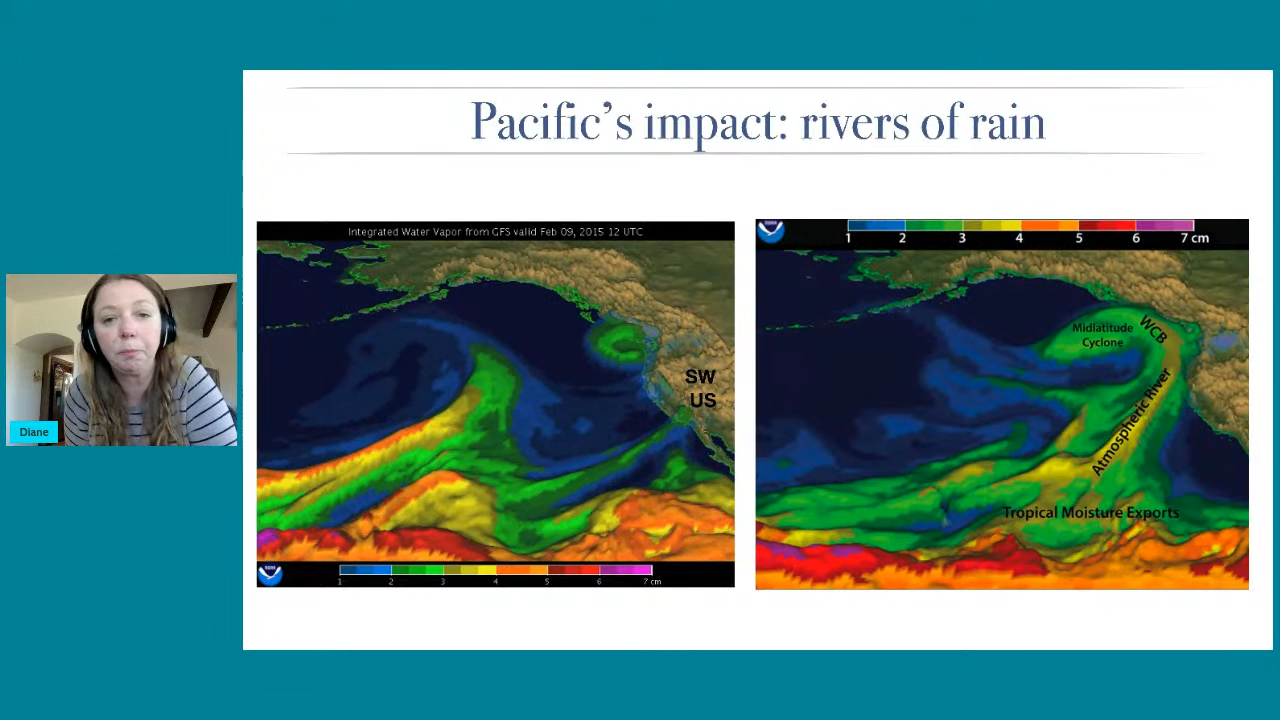 Pacific's impact: rivers of rain
Integrated Water Vapor from GFS valid Feb 09, 2015 12 UTC
SW
US
1 2 3 4 5 6 7 cm
1 2 3 4 5 6 7 cm
Midlatitude
Cyclone
WCB
Atmospheric River
Tropical Moisture Exports
Diane